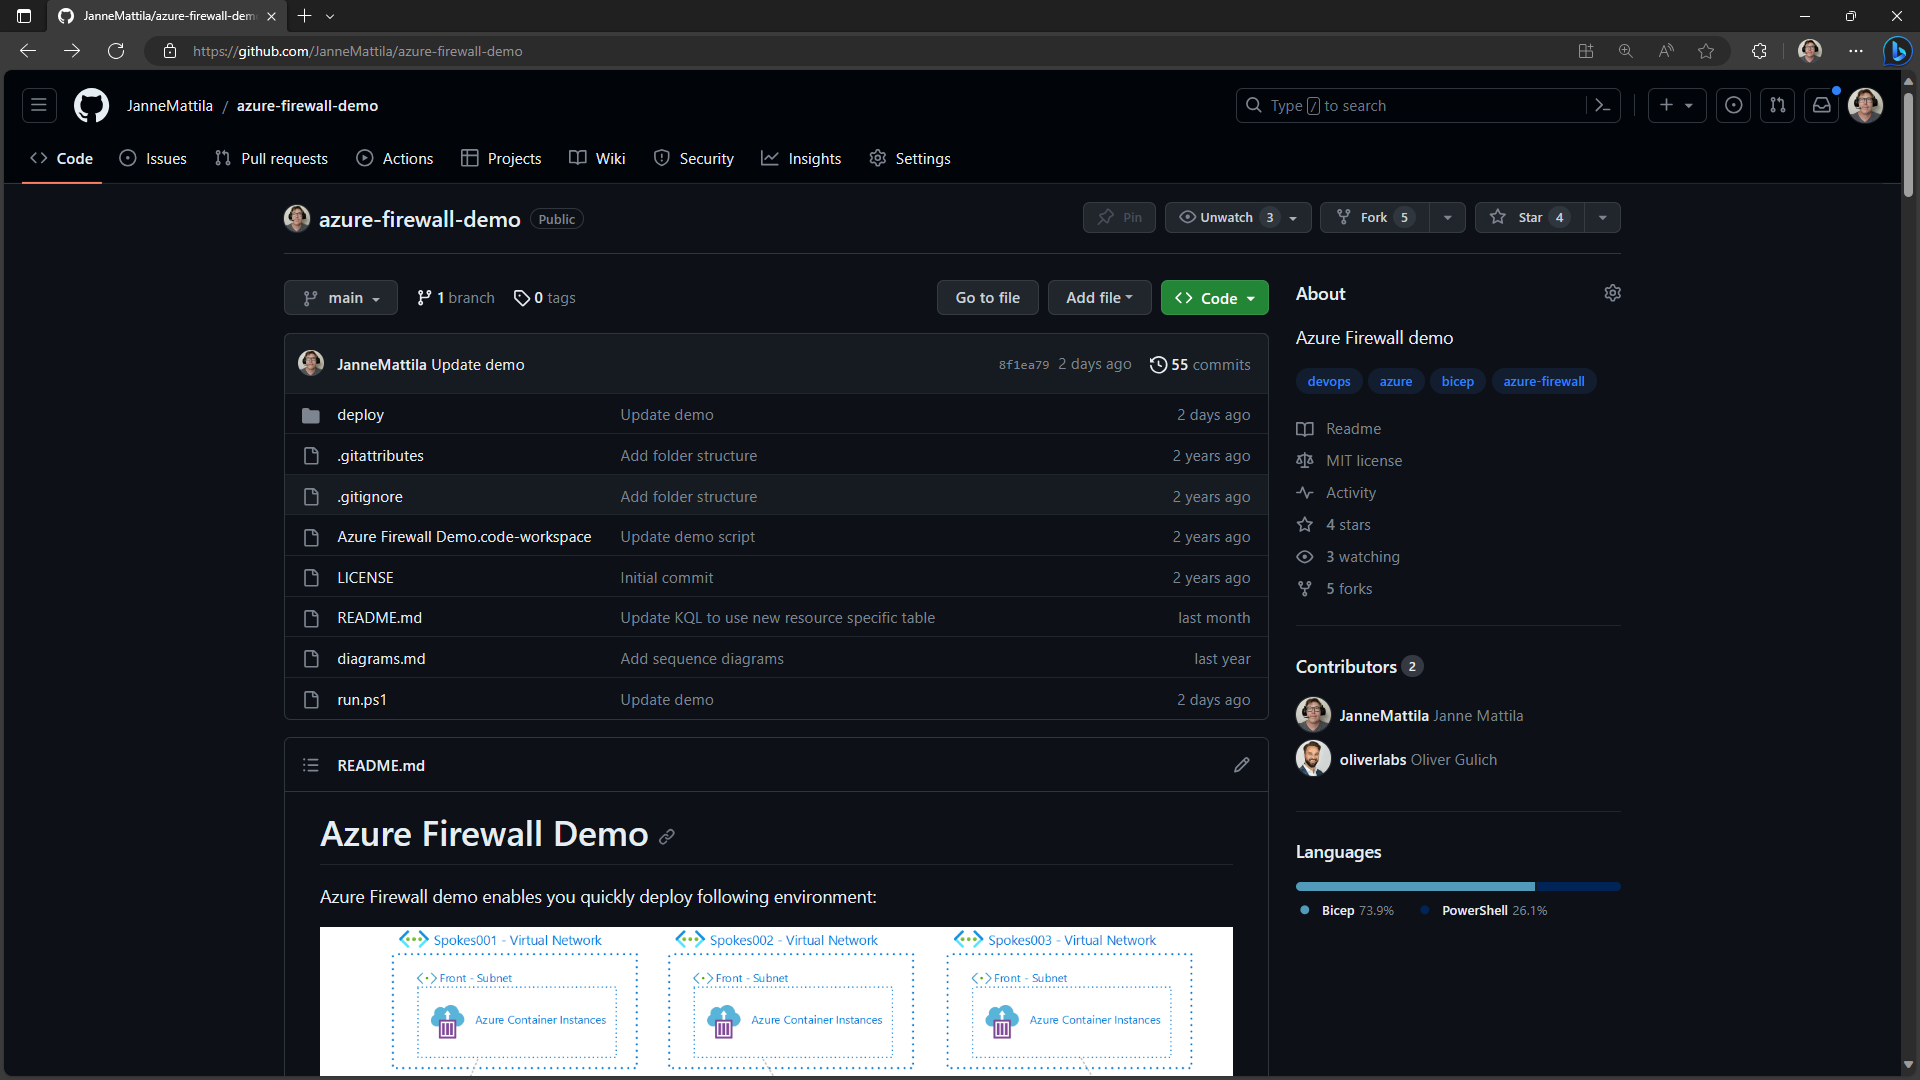 JanneMattila/azure-firewall-dem
https://github.com/JanneMattila/azure-firewall-demo
JanneMattila / azure-firewall-demo
Type / to search
Code
Issues
Pull requests
Actions
Projects
Wiki
Security
Insights
Settings
azure-firewall-demo Public
Pin
Unwatch 3
Fork 5
Star 4
main
1 branch
0 tags
Go to file
Add file
Code
JanneMattila Update demo
8f1ea79 2 days ago
55 commits
deploy Update demo 2 days ago
.gitattributes Add folder structure 2 years ago
.gitignore Add folder structure 2 years ago
Azure Firewall Demo.code-workspace Update demo script 2 years ago
LICENSE Initial commit 2 years ago
README.md Update KQL to use new resource specific table last month
diagrams.md Add sequence diagrams last year
run.ps1 Update demo 2 days ago
README.md
Azure Firewall Demo
Azure Firewall demo enables you quickly deploy following environment:
Spokes001 - Virtual Network
Front - Subnet
Azure Container Instances
Spokes002 - Virtual Network
Front - Subnet
Azure Container Instances
Spokes003 - Virtual Network
Front - Subnet
Azure Container Instances
About
Azure Firewall demo
devops azure bicep azure-firewall
Readme
MIT license
Activity
4 stars
3 watching
5 forks
Contributors 2
JanneMattila Janne Mattila
oliverlabs Oliver Gulich
Languages
Bicep 73.9% PowerShell 26.1%